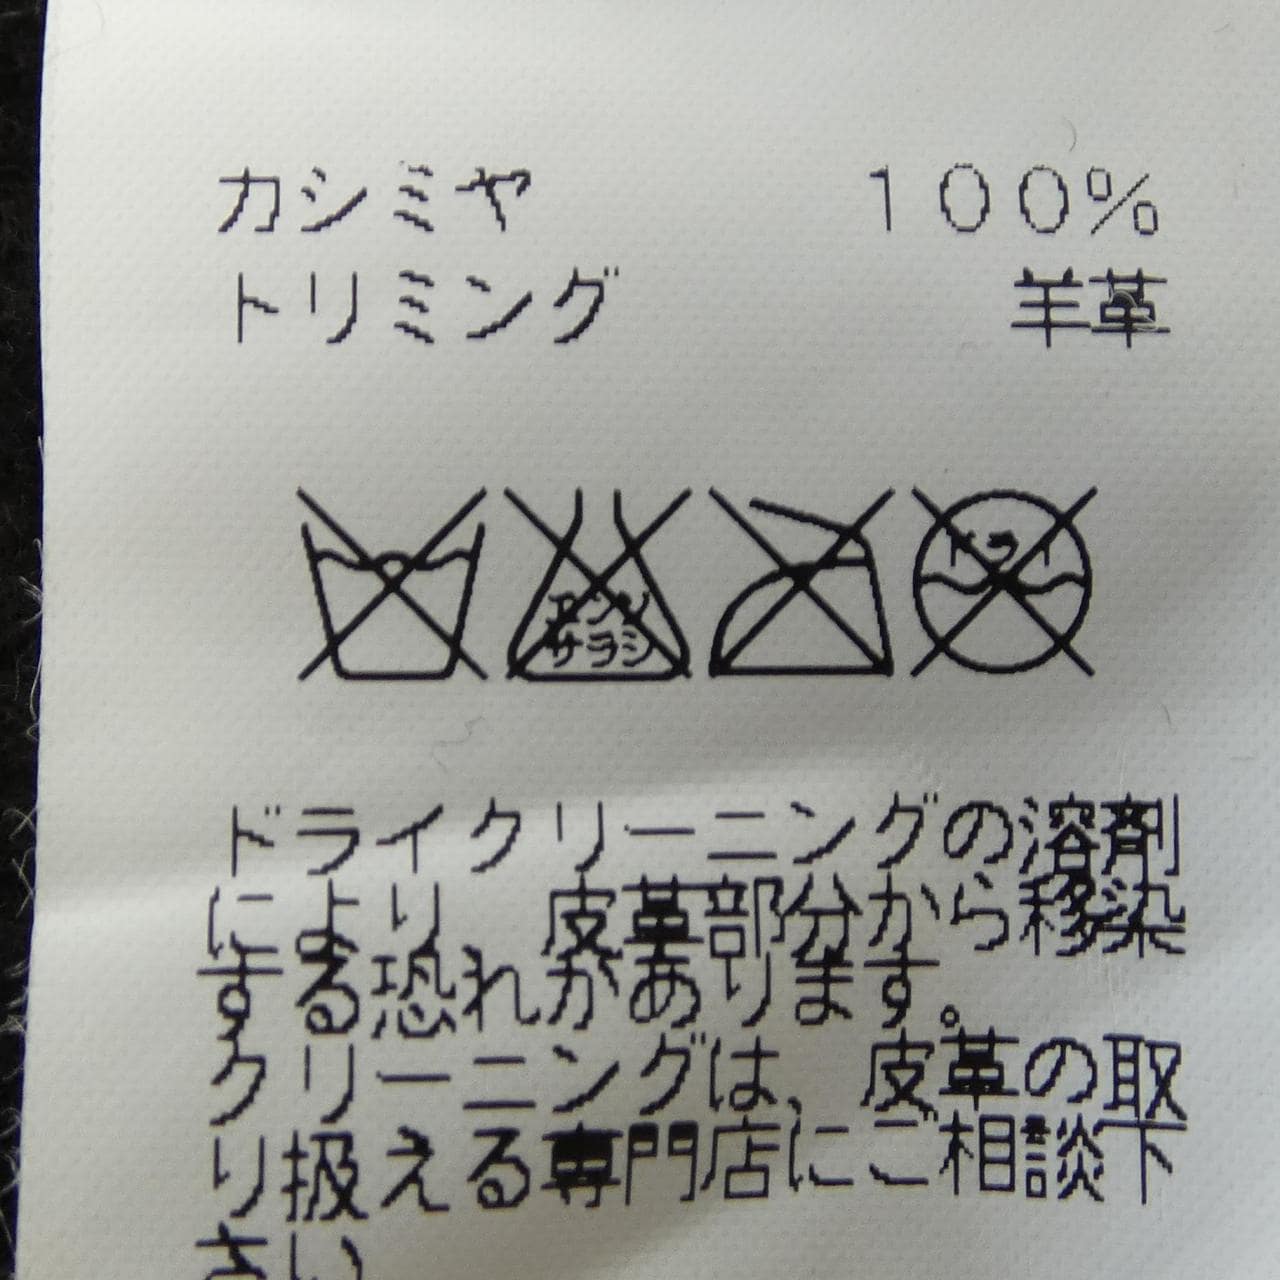 カシミヤ 100%
トリミング 羊革
エンソ
サラシ
ドライ
ドライクリーニングの溶剤
により、皮革部分から移染
する恐れがあります。
クリーニングは、皮革の取
り扱える専門店にご相談下
さい